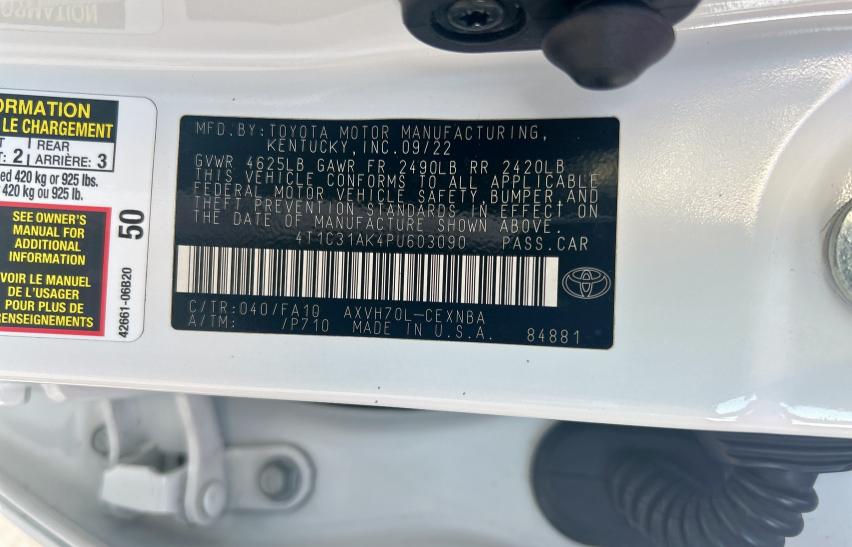 ORMATION
LE CHARGEMENT
T: 2
REAR
ARRIÈRE: 3
ed 420 kg or 925 lbs.
420 kg ou 925 lb.
SEE OWNER'S
MANUAL FOR
ADDITIONAL
INFORMATION
VOIR LE MANUEL
DE L'USAGER
POUR PLUS DE
RENSEIGNEMENTS
50
42661-06B20
MFD. BY: TOYOTA MOTOR MANUFACTURING,
KENTUCKY, INC. 09/22
GVWR 4625LB GAWR FR 2490LB RR 2420LB
THIS VEHICLE CONFORMS TO ALL APPLICABLE
FEDERAL MOTOR VEHICLE SAFETY, BUMPER, AND
THEFT PREVENTION STANDARDS IN EFFECT ON
THE DATE OF MANUFACTURE SHOWN ABOVE.
4T1C31AK4PU603090 PASS. CAR
C/TR: 040/FA10 AXVH70L-CEXNBA
A/TM: /P710 MADE IN U.S.A. 84881